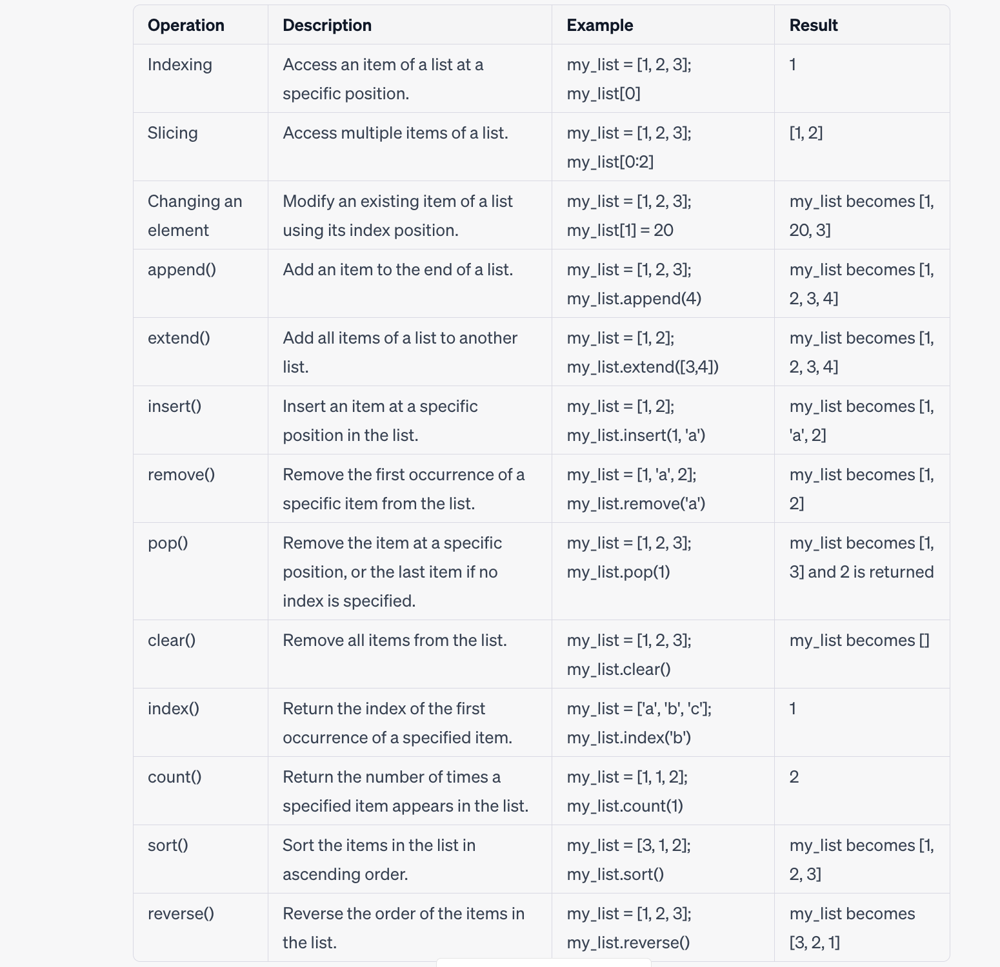 Operation Description Example Result
Indexing Access an item of a list at a my_list = [1, 2, 3]; 1
specific position. my_list[0]
Slicing Access multiple items of a list. my_list = [1, 2, 3]; [1, 2]
my_list[0:2]
Changing an Modify an existing item of a list my_list = [1, 2, 3]; my_list becomes [1,
element using its index position. my_list[1] = 20 20, 3]
append() Add an item to the end of a list. my_list = [1, 2, 3]; my_list becomes [1,
my_list.append(4) 2, 3, 4]
extend() Add all items of a list to another my_list = [1, 2]; my_list becomes [1,
list. my_list.extend([3,4]) 2, 3, 4]
insert() Insert an item at a specific my_list = [1, 2]; my_list becomes [1,
position in the list. my_list.insert(1, 'a') 'a', 2]
remove() Remove the first occurrence of a my_list = [1, 'a', 2]; my_list becomes [1,
specific item from the list. my_list.remove('a') 2]
pop() Remove the item at a specific my_list = [1, 2, 3]; my_list becomes [1,
position, or the last item if no my_list.pop(1) 3] and 2 is returned
index is specified.
clear() Remove all items from the list. my_list = [1, 2, 3]; my_list becomes []
my_list.clear()
index() Return the index of the first my_list = ['a', 'b', 'c']; 1
occurrence of a specified item. my_list.index('b')
count() Return the number of times a my_list = [1, 1, 2]; 2
specified item appears in the list. my_list.count(1)
sort() Sort the items in the list in my_list = [3, 1, 2]; my_list becomes [1,
ascending order. my_list.sort() 2, 3]
reverse() Reverse the order of the items in my_list = [1, 2, 3]; my_list becomes
the list. my_list.reverse() [3, 2, 1]